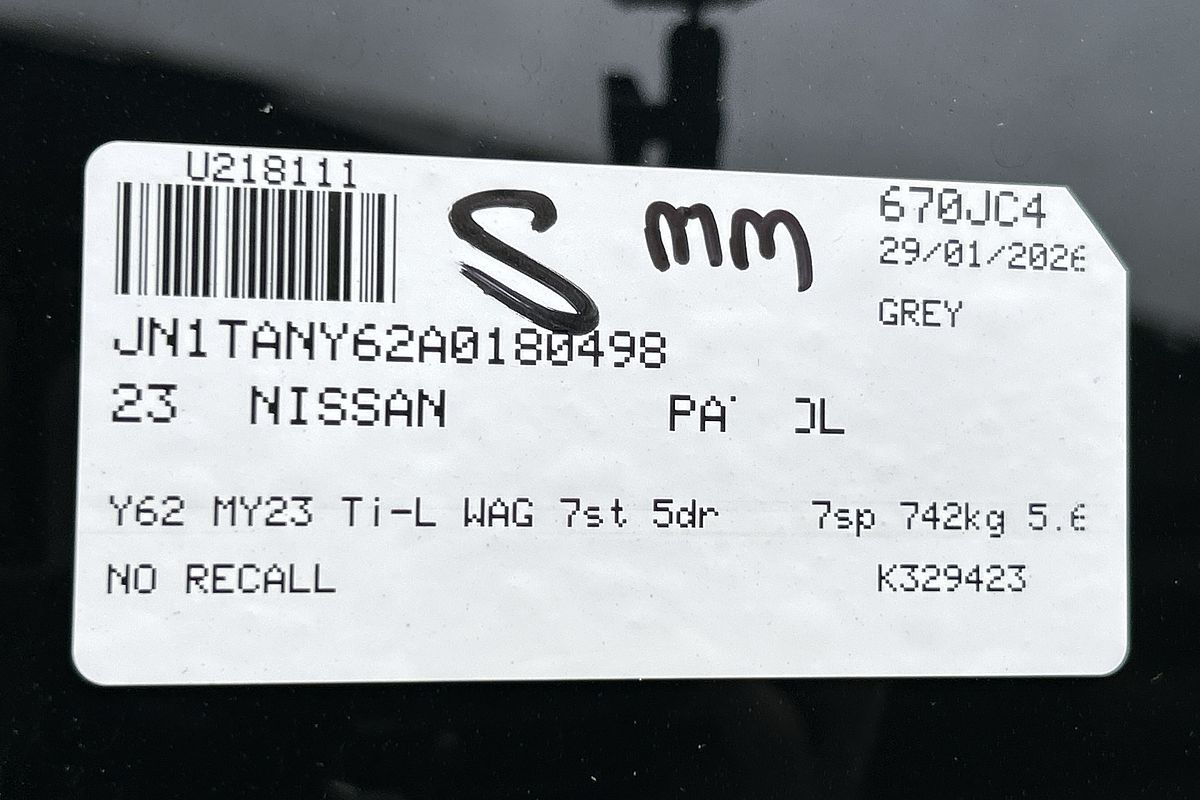 U218111
S mm
670JC4
29/01/2026
GREY
JN1TANY62A0180498
23 NISSAN
Y62 MY23 Ti-L WAG 7st 5dr 7sp 742kg 5.6
NO RECALL K329423